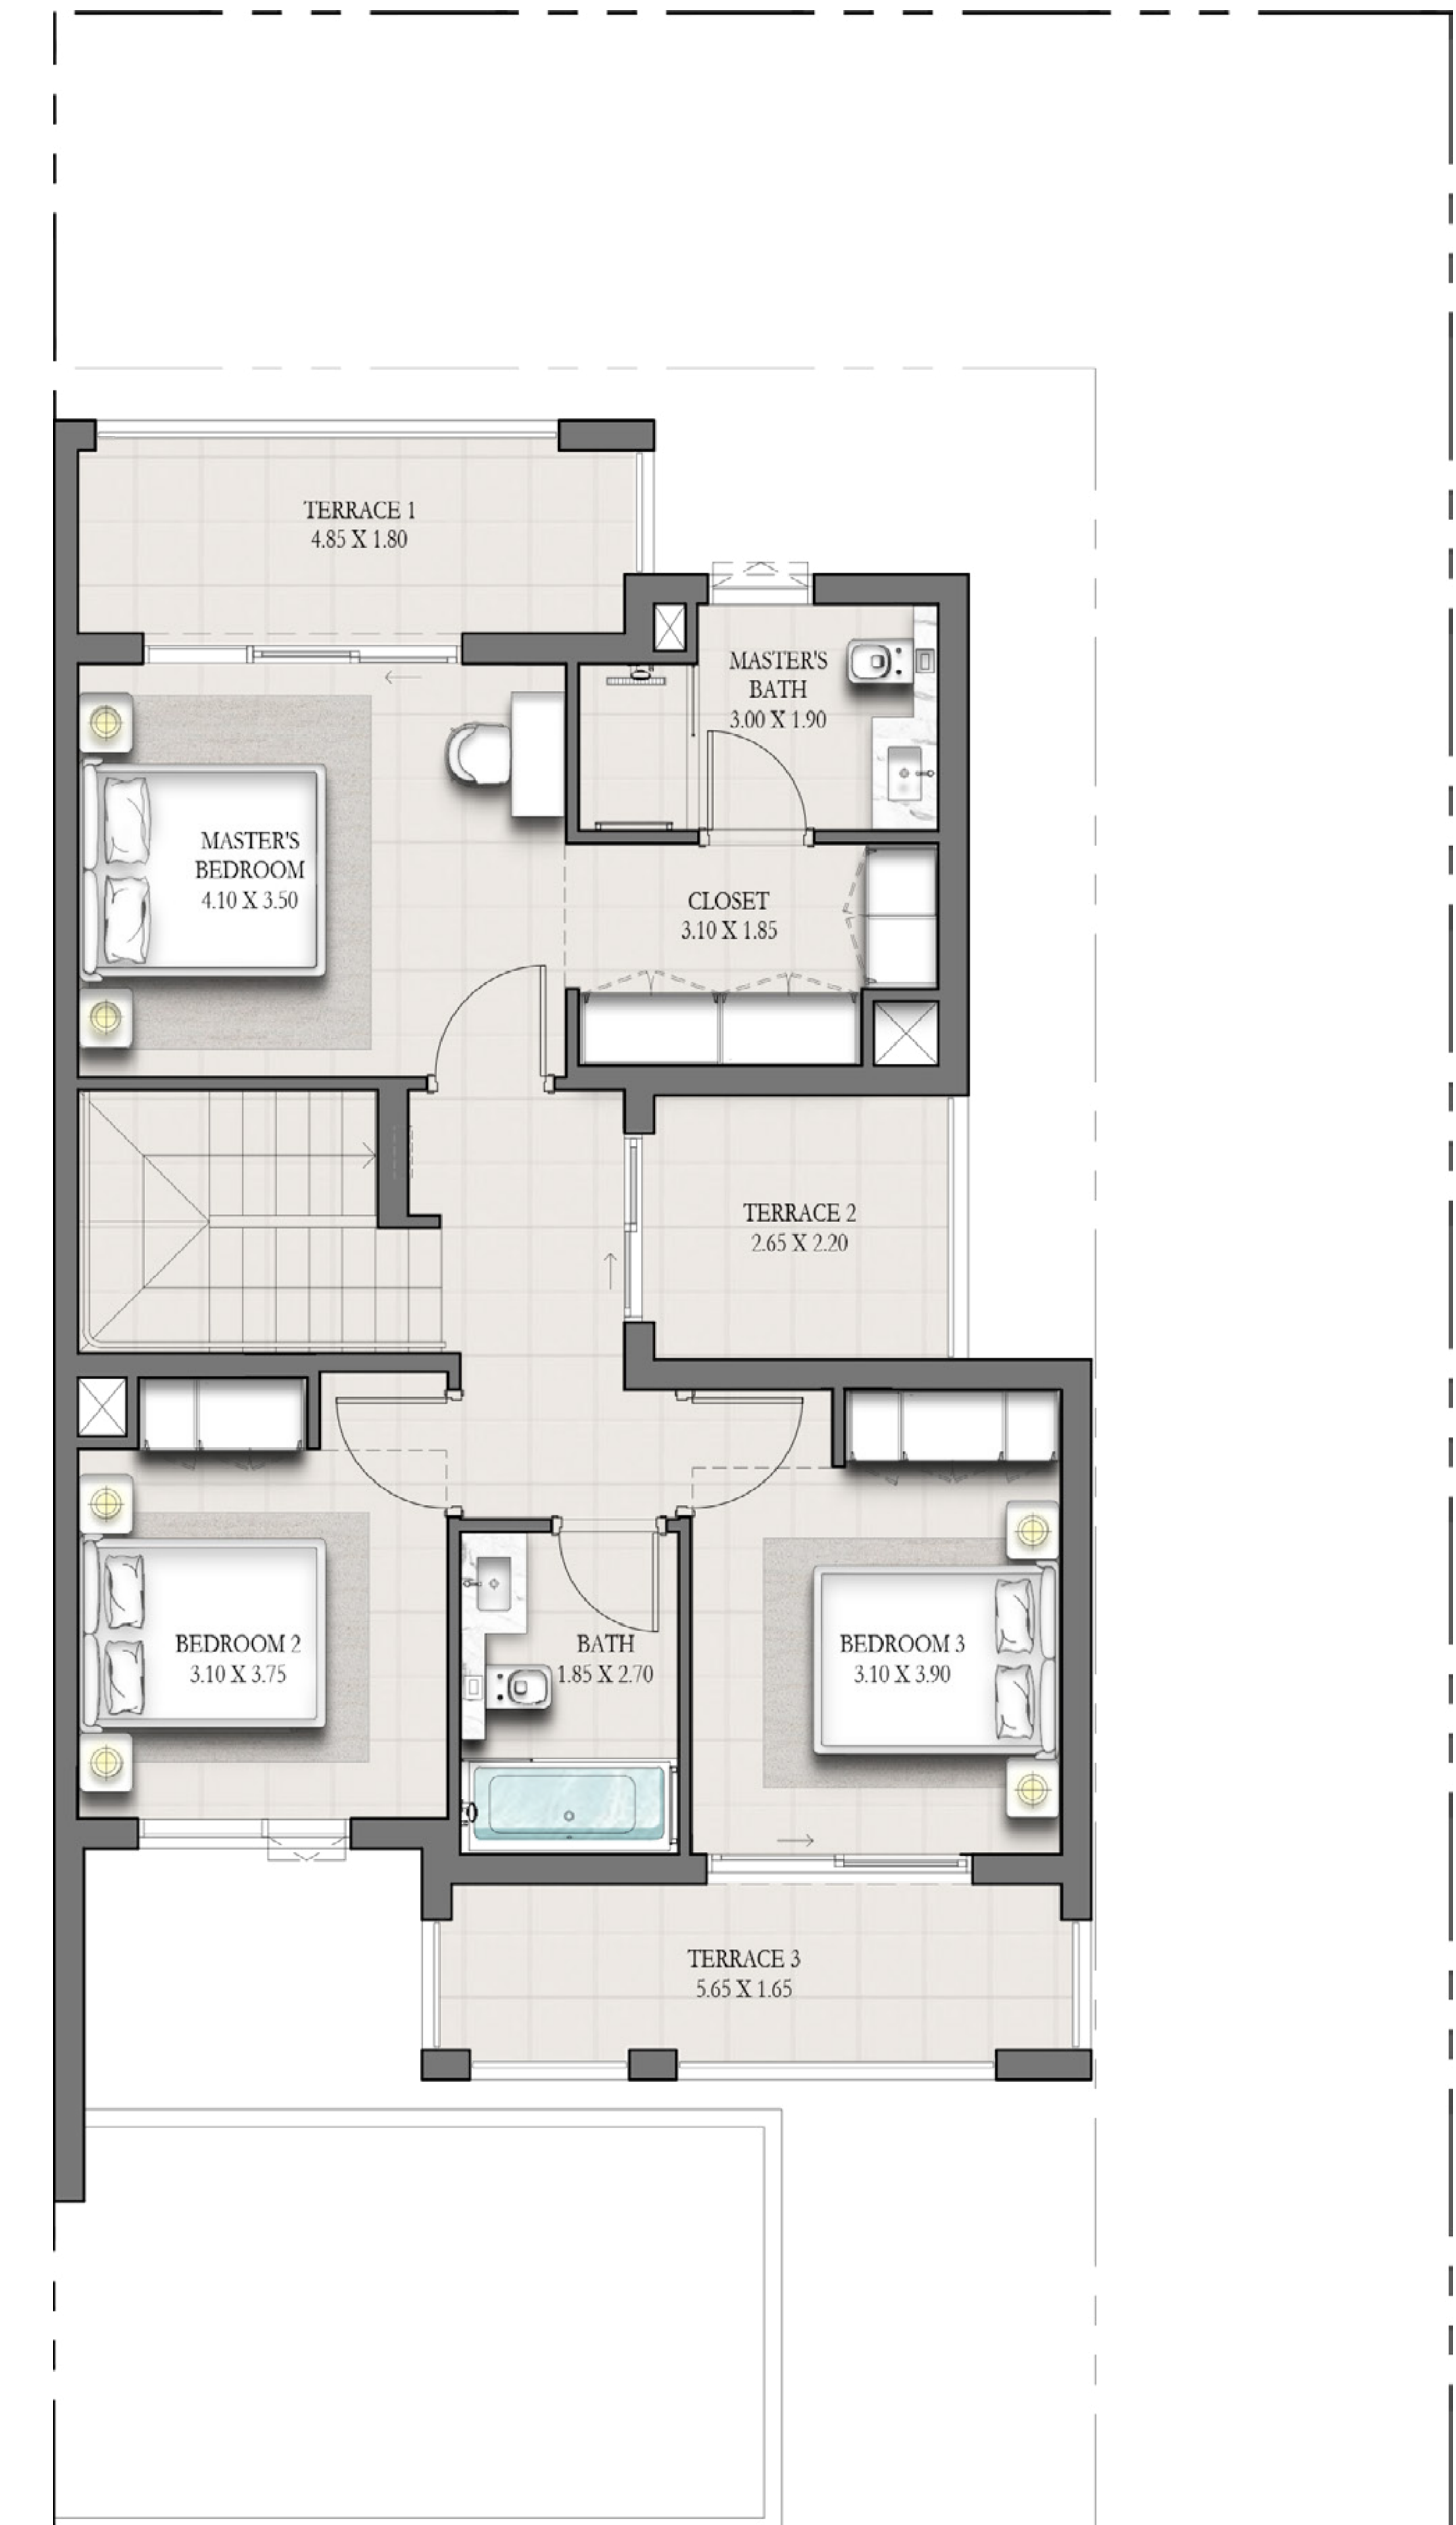 TERRACE 1
4.85 X 1.80
MASTER'S
BATH
3.00 X 1.90
MASTER'S
BEDROOM
4.10 X 3.50
CLOSET
3.10 X 1.85
TERRACE 2
2.65 X 2.20
BEDROOM 2
3.10 X 3.75
BATH
1.85 X 2.70
BEDROOM 3
3.10 X 3.90
TERRACE 3
5.65 X 1.65